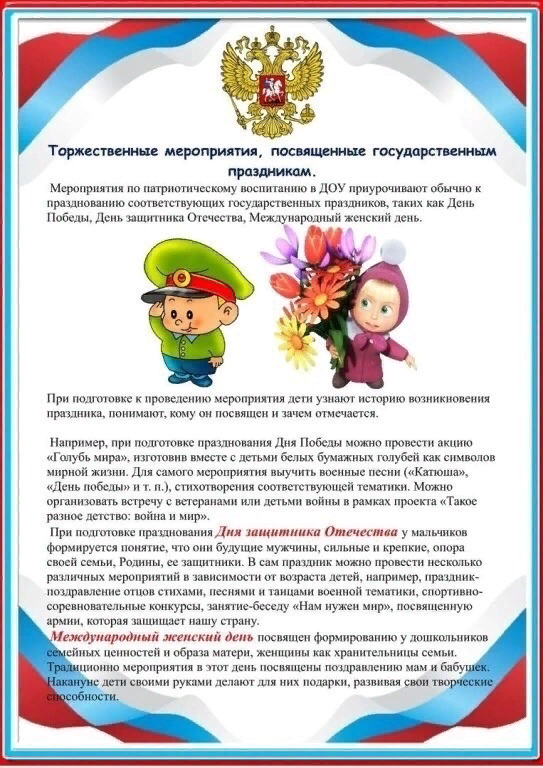 Торжественные мероприятия, посвященные государственным
праздникам.
Мероприятия по патриотическому воспитанию в ДОУ приурочивают обычно к
празднованию соответствующих государственных праздников, таких как День
Победы, День защитника Отечества, Международный женский день.
При подготовке к проведению мероприятия дети узнают историю возникновения
праздника, понимают, кому он посвящен и зачем отмечается.
Например, при подготовке празднования Дня Победы можно провести акцию
«Голубь мира», изготовив вместе с детьми белых бумажных голубей как символов
мирной жизни. Для самого мероприятия выучить военные песни («Катюша»,
«День победы» и т. п.), стихотворения соответствующей тематики. Можно
организовать встречу с ветеранами или детьми войны в рамках проекта «Такое
разное детство: война и мир».
При подготовке празднования Дня защитника Отечества у мальчиков
формируется понятие, что они будущие мужчины, сильные и крепкие, опора
своей семьи, Родины, ее защитники. В сам праздник можно провести несколько
различных мероприятий в зависимости от возраста детей, например, праздник-
поздравление отцов стихами, песнями и танцами военной тематики, спортивно-
соревновательные конкурсы, занятие-беседу «Нам нужен мир», посвященную
армии, которая защищает нашу страну.
Международный женский день посвящен формированию у дошкольников
семейных ценностей и образа матери, женщины как хранительницы семьи.
Традиционно мероприятия в этот день посвящены поздравлению мам и бабушек.
Накануне дети своими руками делают для них подарки, развивая свои творческие
способности.